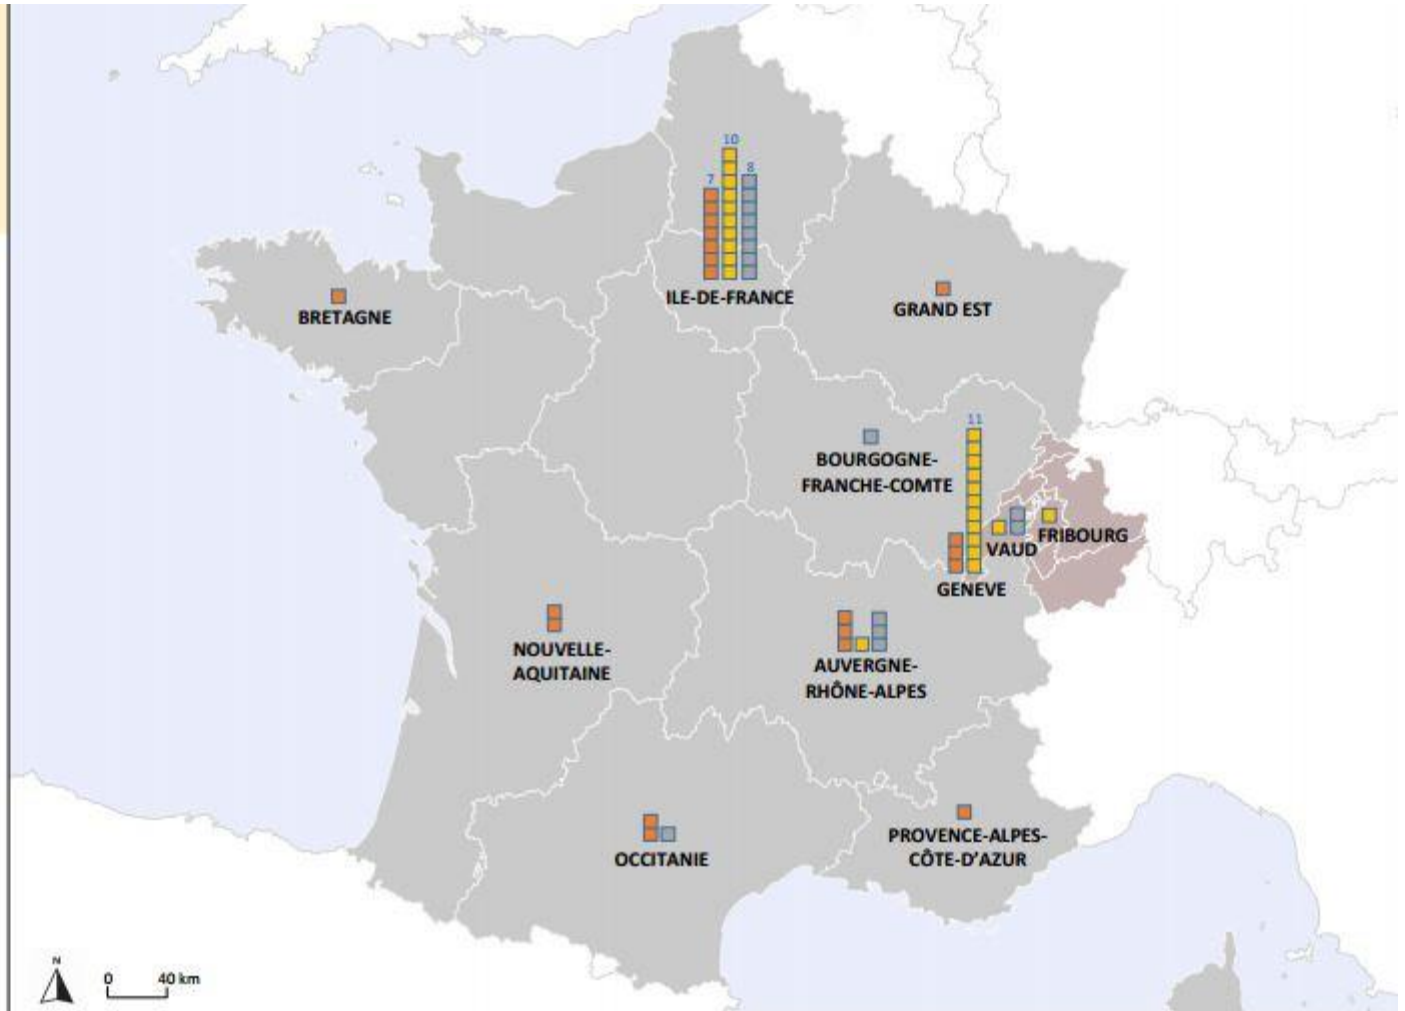 10
7
8
ILE-DE-FRANCE
BRETAGNE
GRAND EST
11
BOURGOGNE-
FRANCHE-COMTE
VAUD
FRIBOURG
GENEVE
NOUVELLE-
AQUITAINE
AUVERGNE-
RHÔNE-ALPES
PROVENCE-ALPES-
CÔTE-D'AZUR
OCCITANIE
N
0 40 km